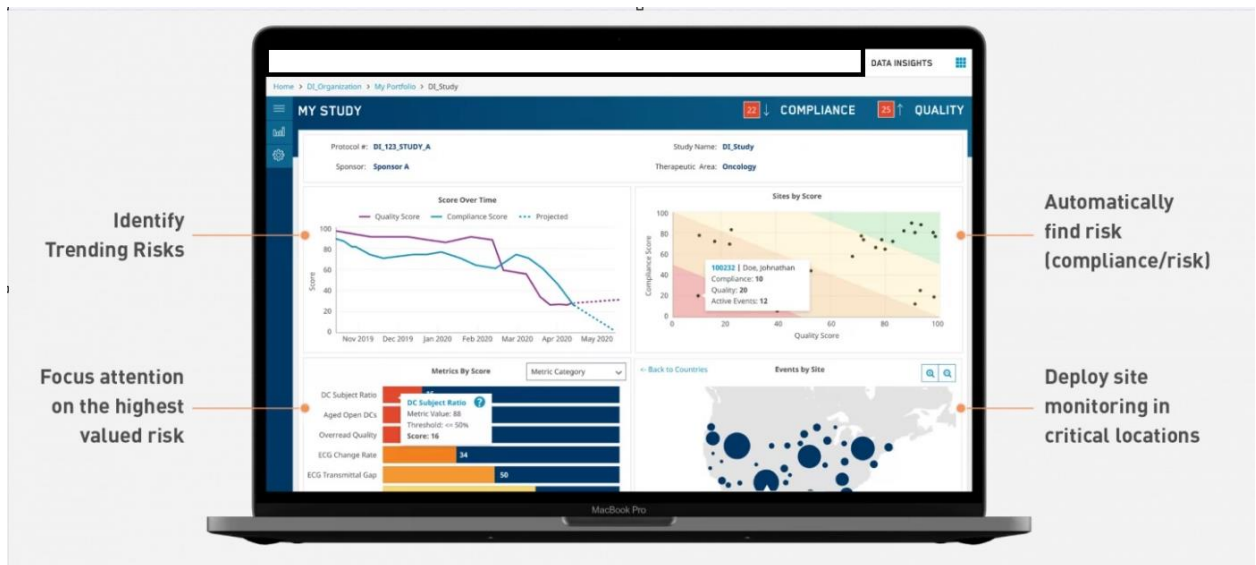 DATA INSIGHTS
Home > DI_Organization > My Portfolio > DI_Study
MY STUDY
22 ↓ COMPLIANCE
25 ↑ QUALITY
Protocol #: DI_123_STUDY_A
Study Name: DI_Study
Sponsor: Sponsor A
Therapeutic Area: Oncology
Identify
Trending Risks
Score Over Time
Quality Score
Compliance Score
Projected
Score
100
80
60
40
20
0
Nov 2019 Dec 2019 Jan 2020 Feb 2020 Mar 2020 Apr 2020 May 2020
Sites by Score
Compliance Score
100
80
60
40
20
0
100232 | Doe, Johnathan
Compliance: 10
Quality: 20
Active Events: 12
0 20 40 60 80 100
Quality Score
Automatically
find risk
(compliance/risk)
Focus attention
on the highest
valued risk
Metrics By Score
Metric Category
DC Subject Ratio
Aged Open DCs
Overread Quality
ECG Change Rate 34
ECG Transmittal Gap 50
DC Subject Ratio ?
Metric Value: 88
Threshold: <= 50%
Score: 16
← Back to Countries
Events by Site
Deploy site
monitoring in
critical locations
MacBook Pro